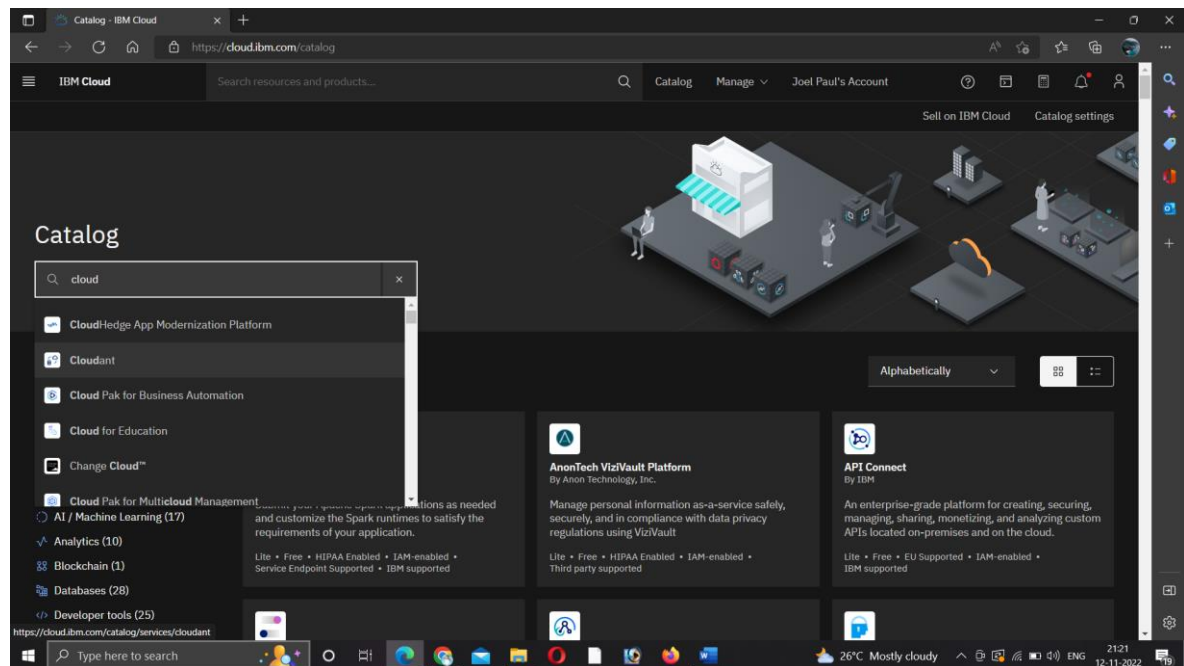 Catalog - IBM Cloud
https://cloud.ibm.com/catalog
IBM Cloud
Search resources and products...
Catalog
Manage
Joel Paul's Account
Sell on IBM Cloud
Catalog settings
Catalog
cloud
CloudHedge App Modernization Platform
Cloudant
Cloud Pak for Business Automation
Cloud for Education
Change Cloud™
Cloud Pak for Multicloud Management
Alphabetically
AI / Machine Learning (17)
Analytics (10)
Blockchain (1)
Databases (28)
Developer tools (25)
and customize the Spark runtimes to satisfy the
requirements of your application.
Lite • Free • HIPAA Enabled • IAM-enabled •
Service Endpoint Supported • IBM supported
AnonTech ViziVault Platform
By Anon Technology, Inc.
Manage personal information as-a-service safely,
securely, and in compliance with data privacy
regulations using ViziVault
Lite • Free • HIPAA Enabled • IAM-enabled •
Third party supported
API Connect
By IBM
An enterprise-grade platform for creating, securing,
managing, sharing, monetizing, and analyzing custom
APIs located on-premises and on the cloud.
Lite • Free • EU Supported • IAM-enabled •
IBM supported
https://cloud.ibm.com/catalog/services/cloudant
Type here to search
26°C Mostly cloudy
ENG
21:21
12-11-2022
19